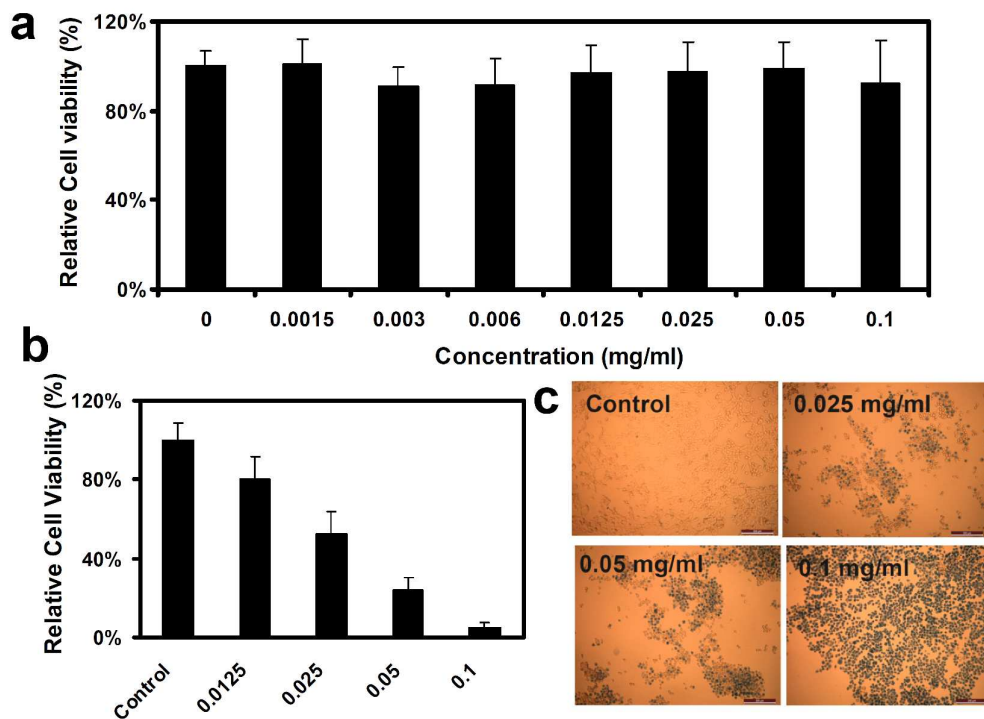 a
Relative Cell viability (%)
120%
80%
40%
0%
0 0.0015 0.003 0.006 0.0125 0.025 0.05 0.1
Concentration (mg/ml)
b
Relative Cell Viability (%)
120%
80%
40%
0%
Control 0.0125 0.025 0.05 0.1
c
Control
0.025 mg/ml
0.05 mg/ml
0.1 mg/ml